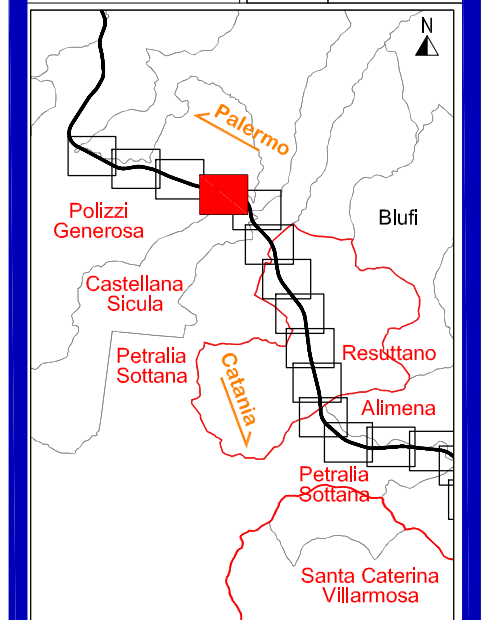 N
Palermo
Polizzi
Generosa
Blufi
Castellana
Sicula
Petralia
Sottana
Catania
Resuttano
Alimena
Petralia
Sottana
Santa Caterina
Villarmosa